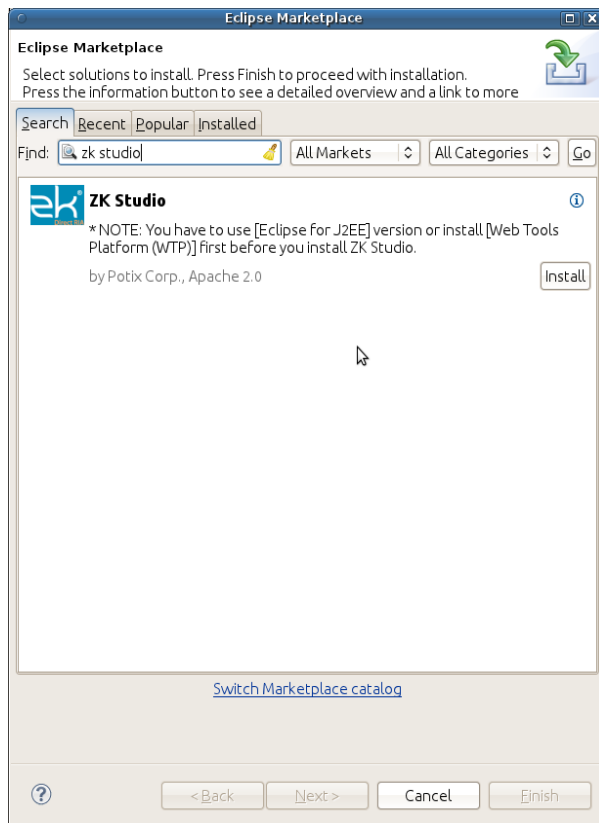 Eclipse Marketplace
Eclipse Marketplace
Select solutions to install. Press Finish to proceed with installation.
Press the information button to see a detailed overview and a link to more
Search Recent Popular Installed
Find: zk studio All Markets All Categories Go
zk
Direct RIA
ZK Studio
* NOTE: You have to use [Eclipse for J2EE] version or install [Web Tools
Platform (WTP)] first before you install ZK Studio.
by Potix Corp., Apache 2.0 Install
Switch Marketplace catalog
? < Back Next > Cancel Finish